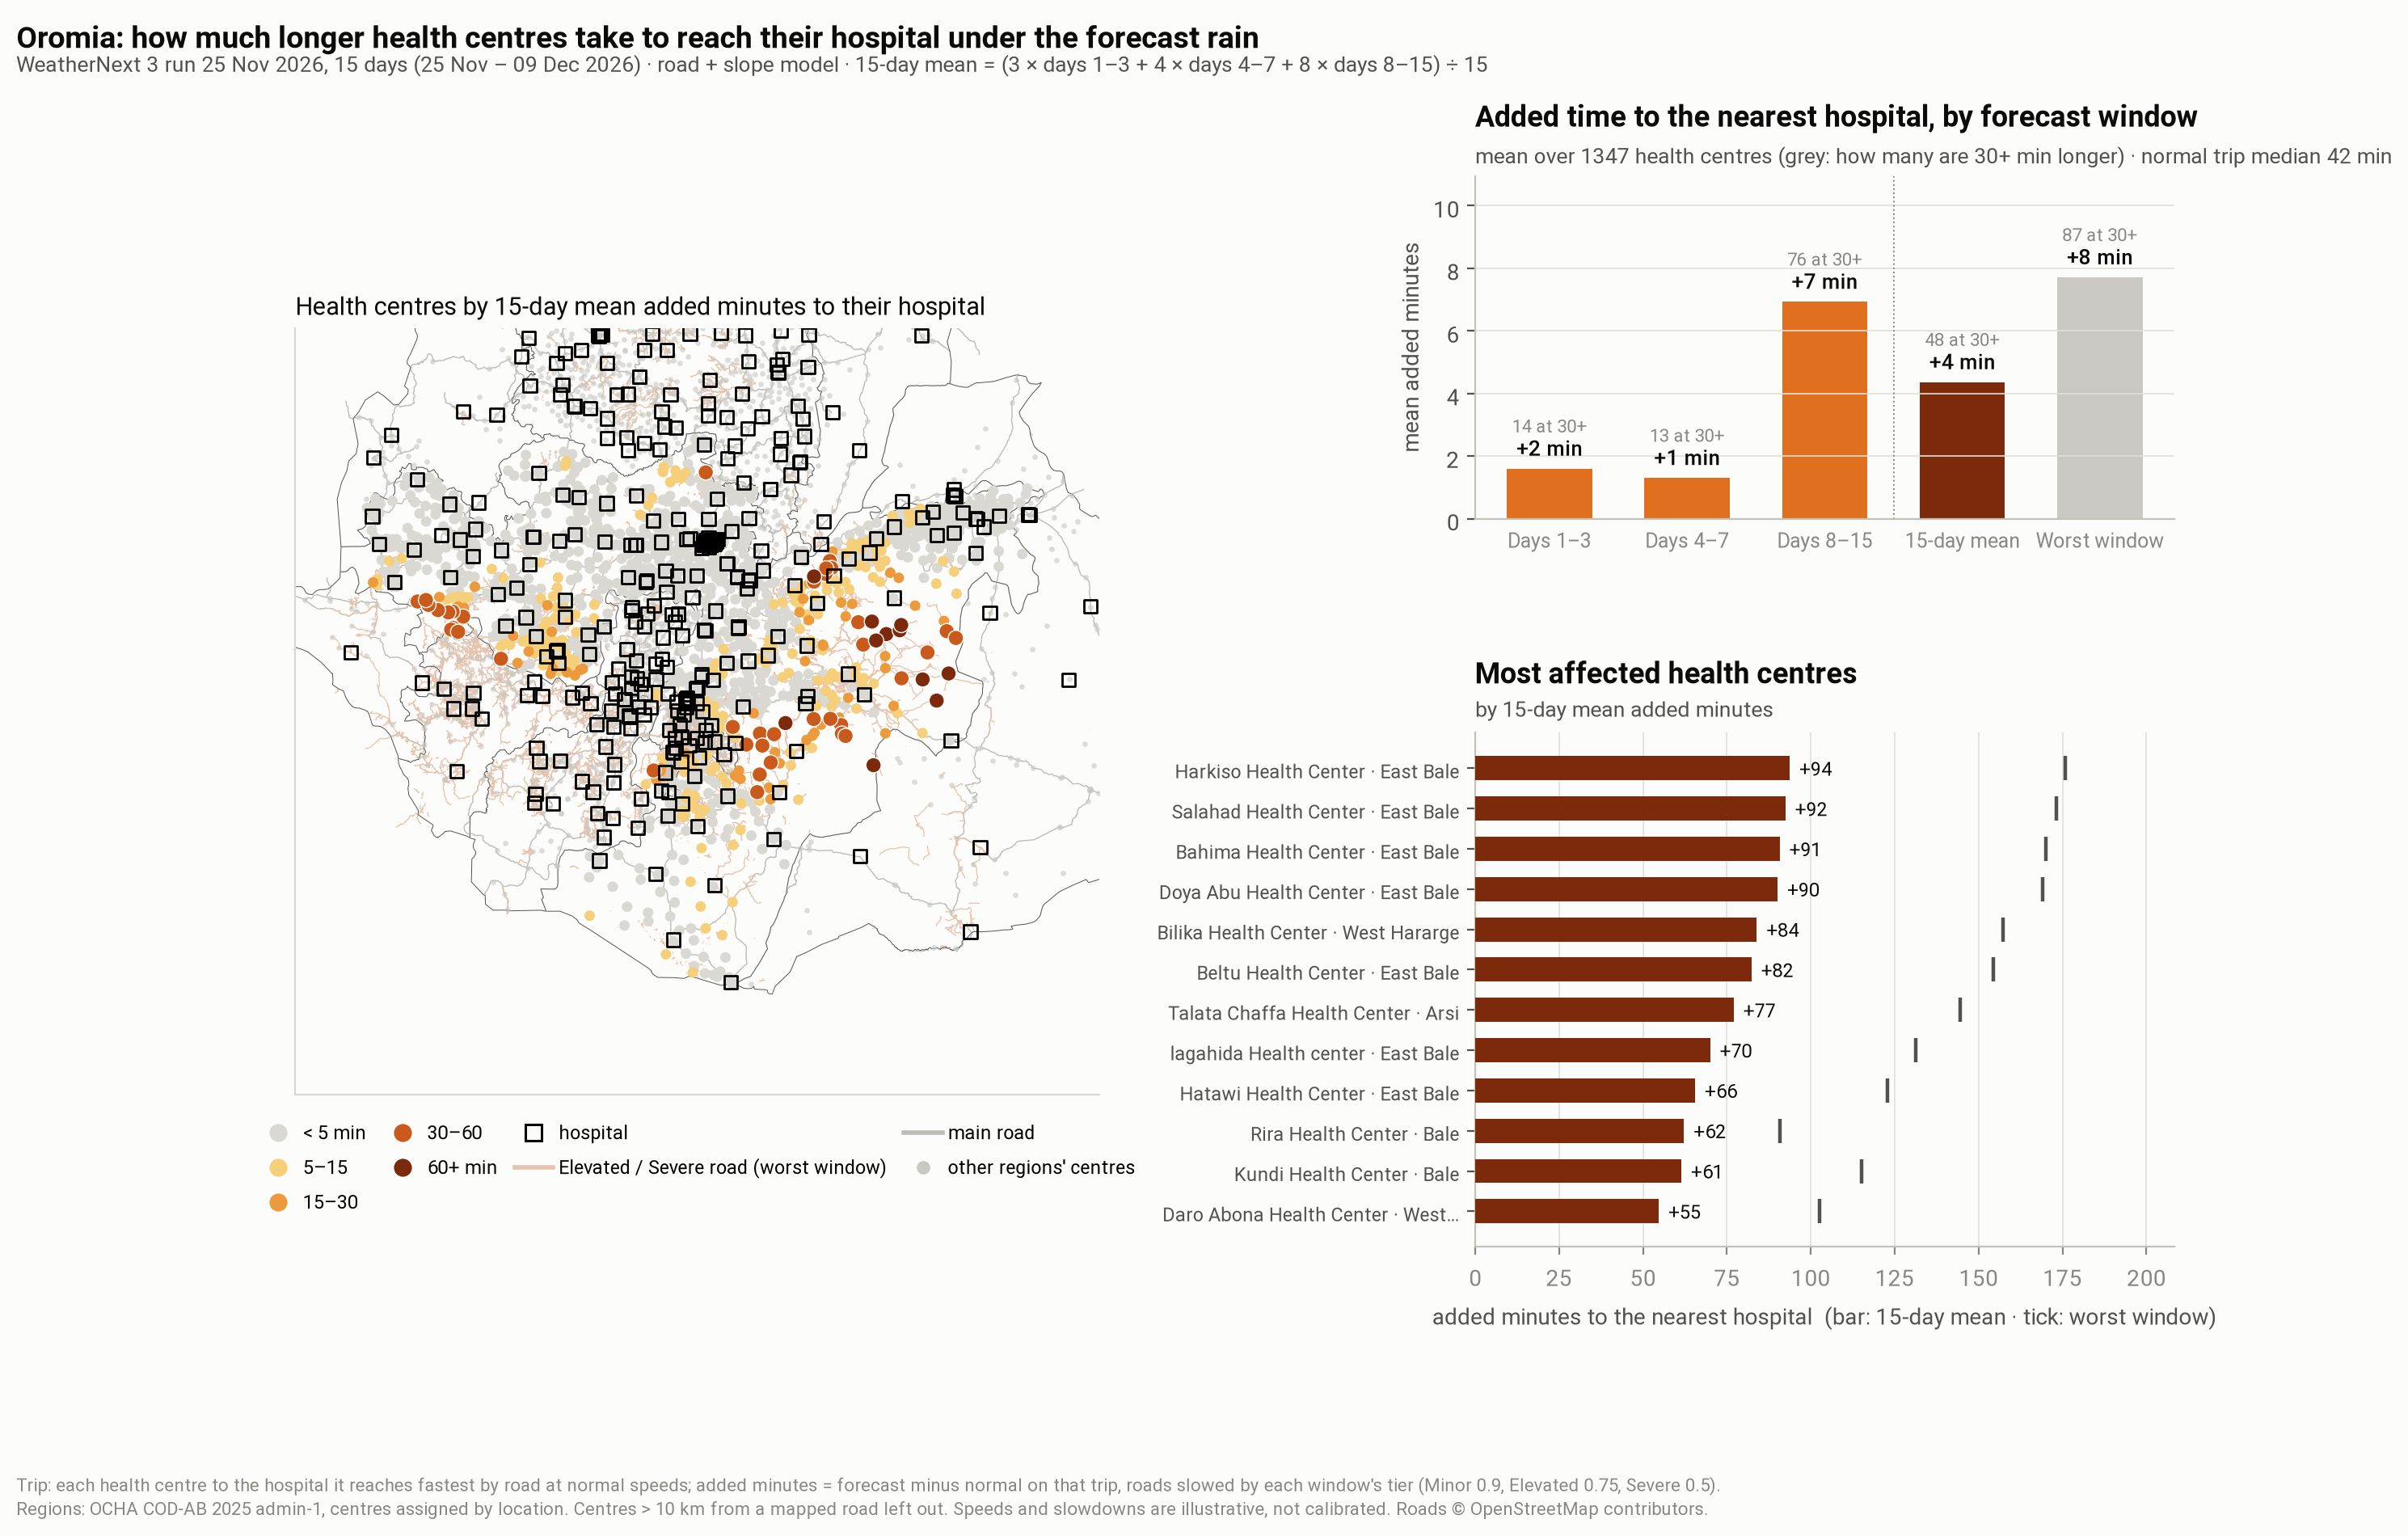 Oromia: how much longer health centres take to reach their hospital under the forecast rain
WeatherNext 3 run 25 Nov 2026, 15 days (25 Nov – 09 Dec 2026) · road + slope model · 15-day mean = (3 × days 1–3 + 4 × days 4–7 + 8 × days 8–15) ÷ 15
Health centres by 15-day mean added minutes to their hospital
< 5 min
5–15
15–30
30–60
60+ min
hospital
Elevated / Severe road (worst window)
main road
other regions' centres
Added time to the nearest hospital, by forecast window
mean over 1347 health centres (grey: how many are 30+ min longer) · normal trip median 42 min
mean added minutes
10
8
6
4
2
0
14 at 30+
+2 min
13 at 30+
+1 min
76 at 30+
+7 min
48 at 30+
+4 min
87 at 30+
+8 min
Days 1–3
Days 4–7
Days 8–15
15-day mean
Worst window
Most affected health centres
by 15-day mean added minutes
Harkiso Health Center · East Bale +94
Salahad Health Center · East Bale +92
Bahima Health Center · East Bale +91
Doya Abu Health Center · East Bale +90
Bilika Health Center · West Hararge +84
Beltu Health Center · East Bale +82
Talata Chaffa Health Center · Arsi +77
lagahida Health center · East Bale +70
Hatawi Health Center · East Bale +66
Rira Health Center · Bale +62
Kundi Health Center · Bale +61
Daro Abona Health Center · West… +55
0 25 50 75 100 125 150 175 200
added minutes to the nearest hospital (bar: 15-day mean · tick: worst window)
Trip: each health centre to the hospital it reaches fastest by road at normal speeds; added minutes = forecast minus normal on that trip, roads slowed by each window's tier (Minor 0.9, Elevated 0.75, Severe 0.5).
Regions: OCHA COD-AB 2025 admin-1, centres assigned by location. Centres > 10 km from a mapped road left out. Speeds and slowdowns are illustrative, not calibrated. Roads © OpenStreetMap contributors.